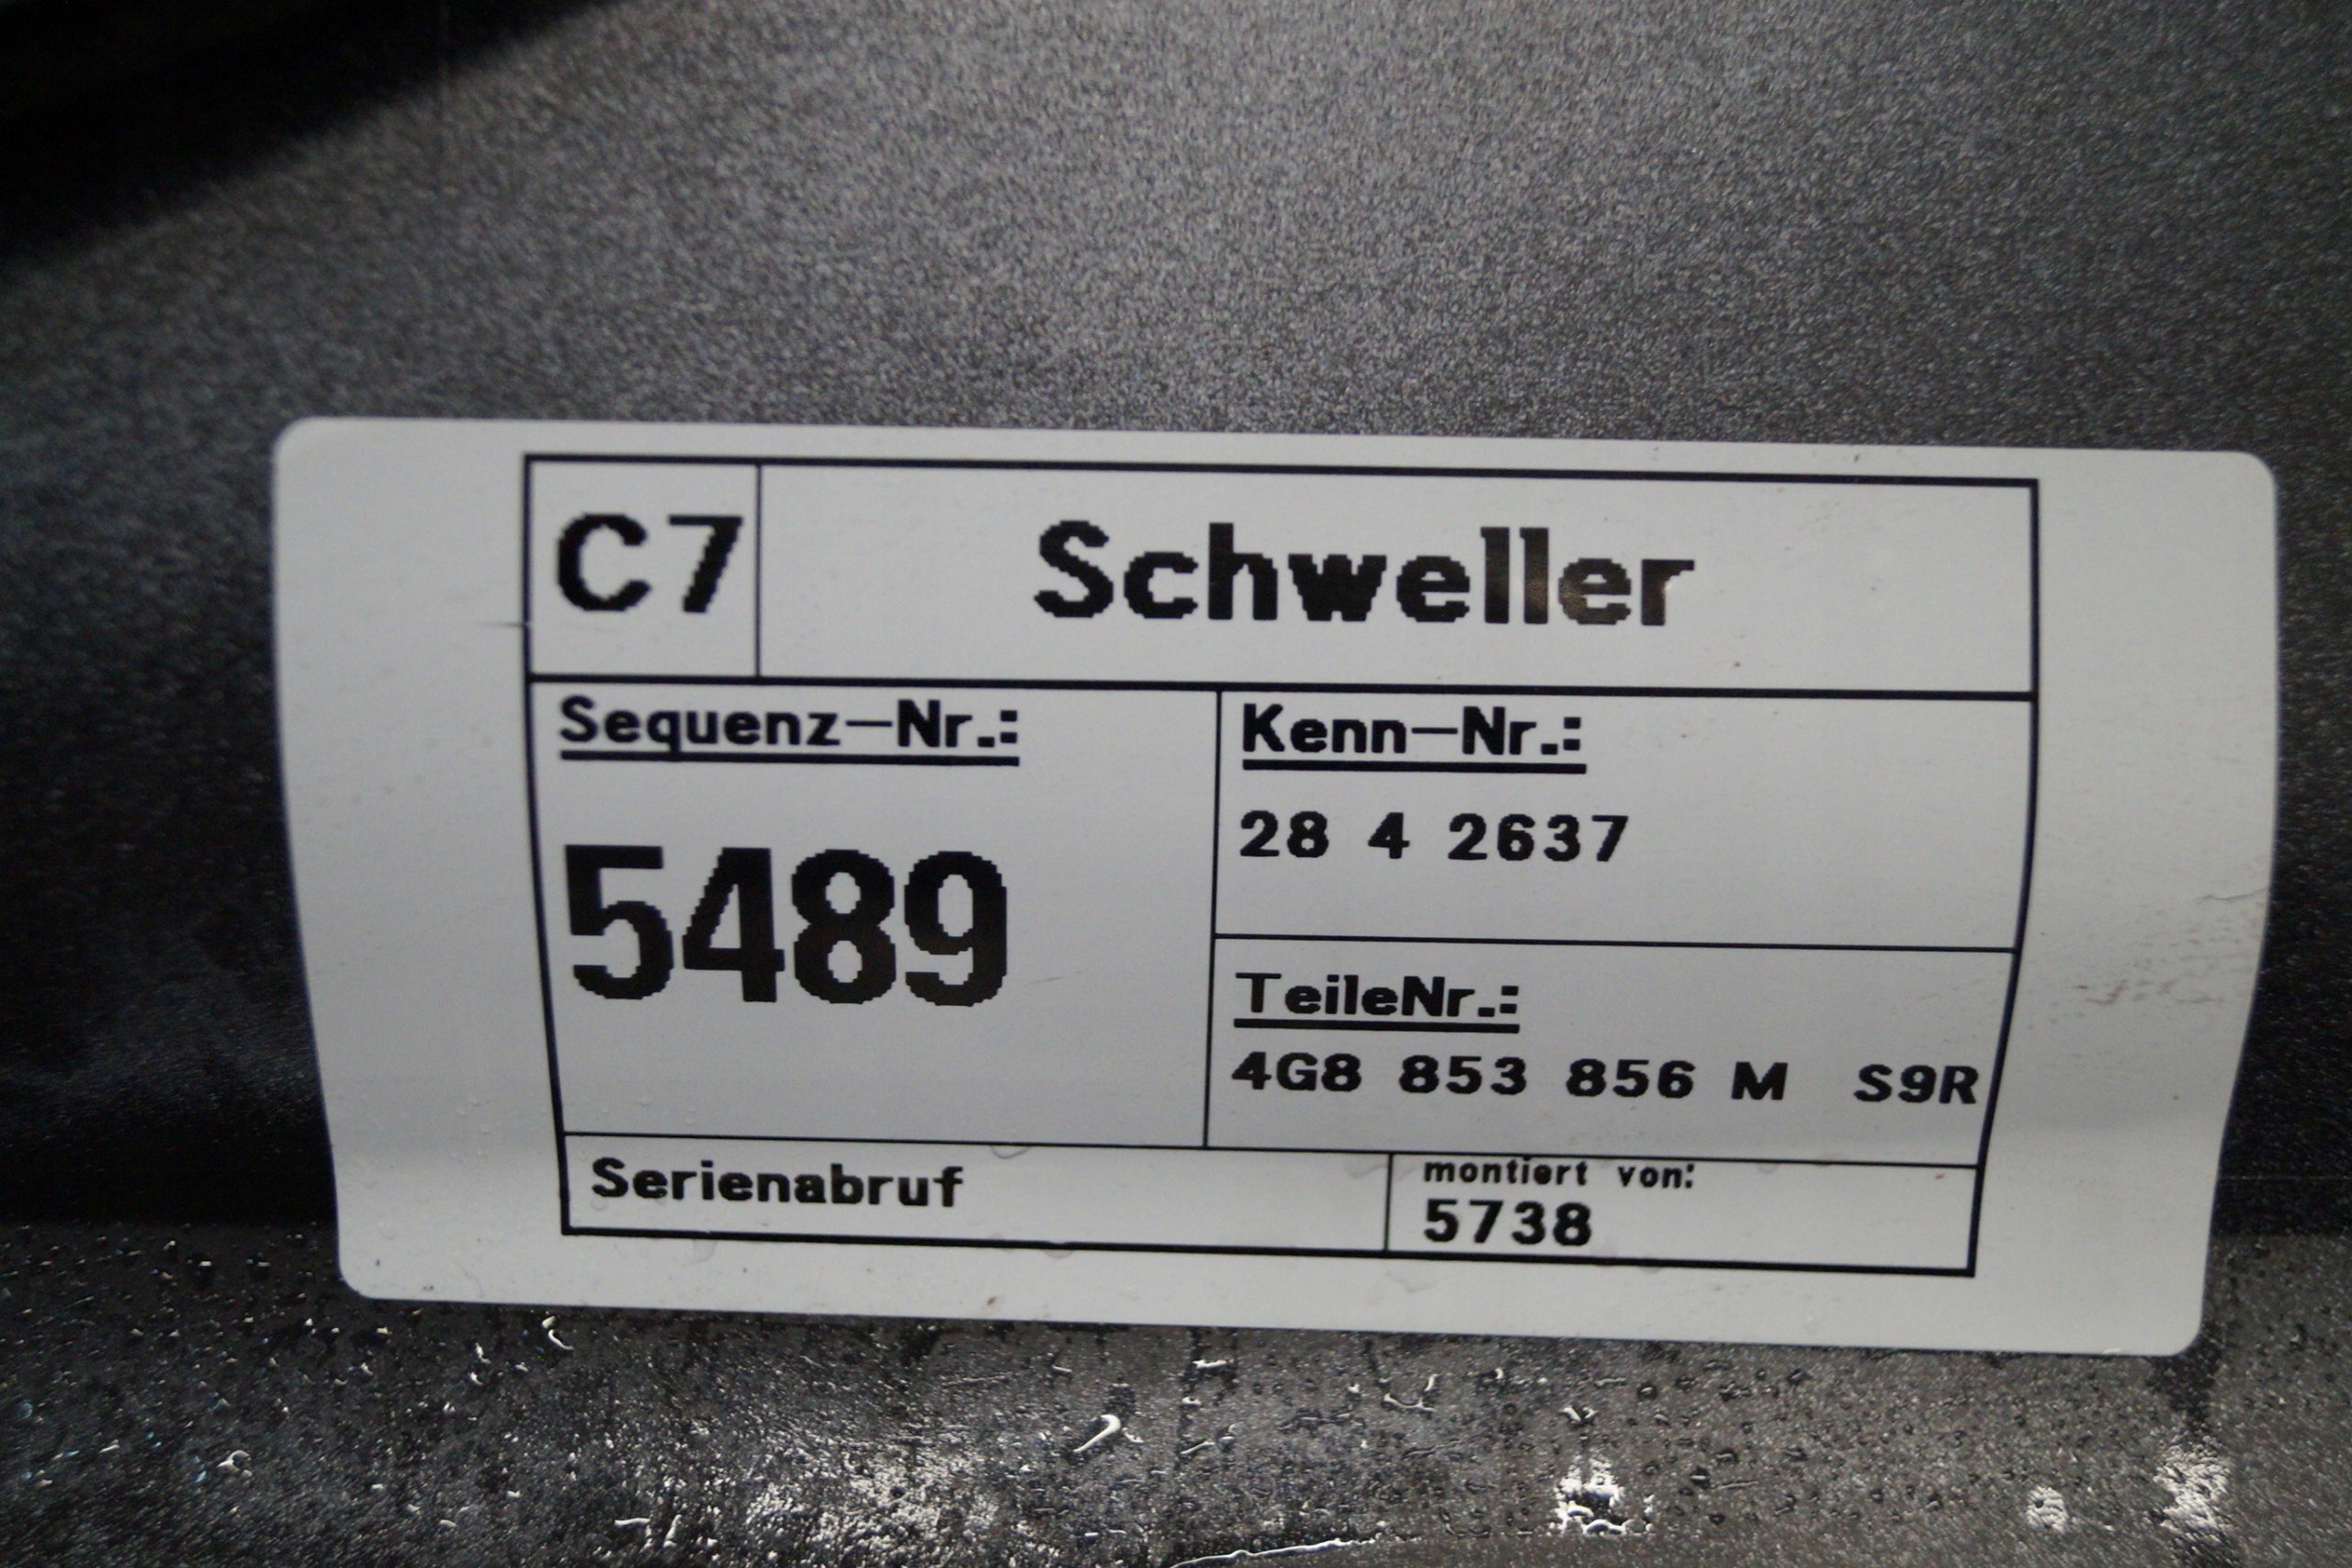 C7 Schweller
Sequenz-Nr.:
5489
Kenn-Nr.:
28 4 2637
TeileNr.:
4G8 853 856 M S9R
Serienabruf
montiert von:
5738